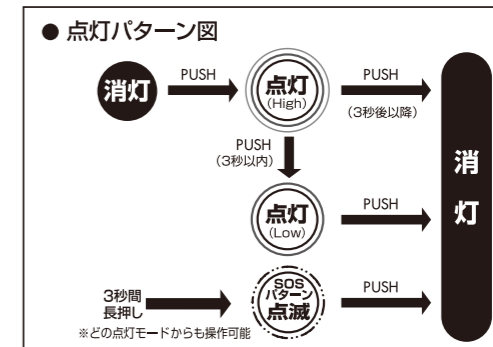 ● 点灯パターン図
消灯
PUSH
点灯
(High)
PUSH
(3秒後以降)
PUSH
(3秒以内)
点灯
(Low)
PUSH
3秒間
長押し
※どの点灯モードからも操作可能
SOS
パターン
点滅
PUSH
消
灯